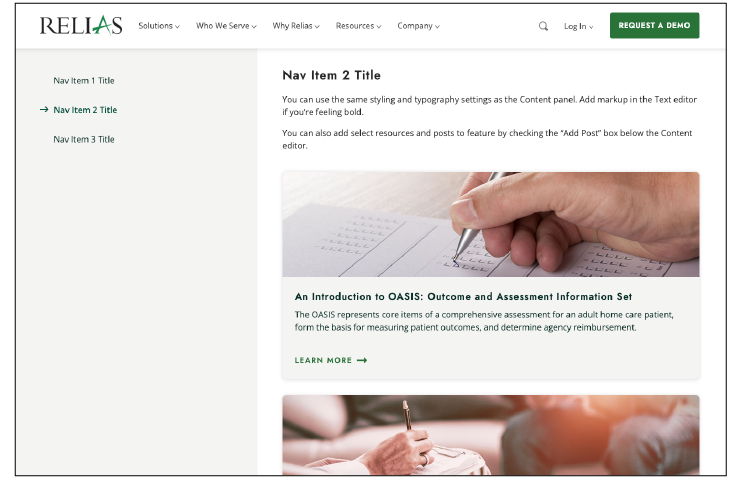 RELIAS
Solutions
Who We Serve
Why Relias
Resources
Company
Log In
REQUEST A DEMO
Nav Item 1 Title
Nav Item 2 Title
Nav Item 3 Title
Nav Item 2 Title
You can use the same styling and typography settings as the Content panel. Add markup in the Text editor
if you're feeling bold.
You can also add select resources and posts to feature by checking the “Add Post” box below the Content
editor.
An Introduction to OASIS: Outcome and Assessment Information Set
The OASIS represents core items of a comprehensive assessment for an adult home care patient,
form the basis for measuring patient outcomes, and determine agency reimbursement.
LEARN MORE →